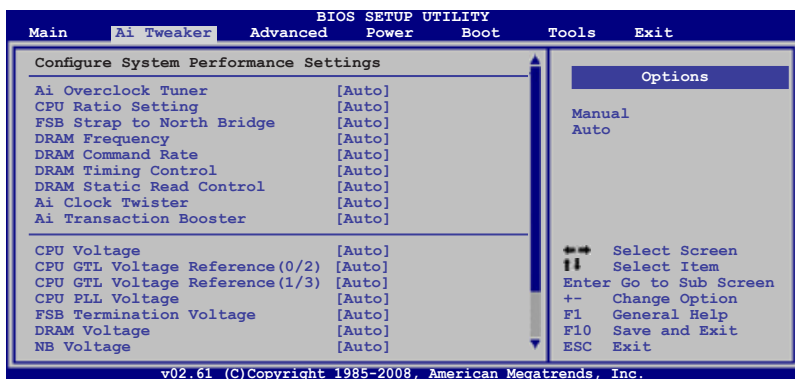 BIOS SETUP UTILITY
Main Ai Tweaker Advanced Power Boot Tools Exit
Configure System Performance Settings
Ai Overclock Tuner [Auto]
CPU Ratio Setting [Auto]
FSB Strap to North Bridge [Auto]
DRAM Frequency [Auto]
DRAM Command Rate [Auto]
DRAM Timing Control [Auto]
DRAM Static Read Control [Auto]
Ai Clock Twister [Auto]
Ai Transaction Booster [Auto]
CPU Voltage [Auto]
CPU GTL Voltage Reference(0/2) [Auto]
CPU GTL Voltage Reference(1/3) [Auto]
CPU PLL Voltage [Auto]
FSB Termination Voltage [Auto]
DRAM Voltage [Auto]
NB Voltage [Auto]
Options
Manual
Auto
←→ Select Screen
↑↓ Select Item
Enter Go to Sub Screen
+- Change Option
F1 General Help
F10 Save and Exit
ESC Exit
v02.61 (C)Copyright 1985-2008, American Megatrends, Inc.